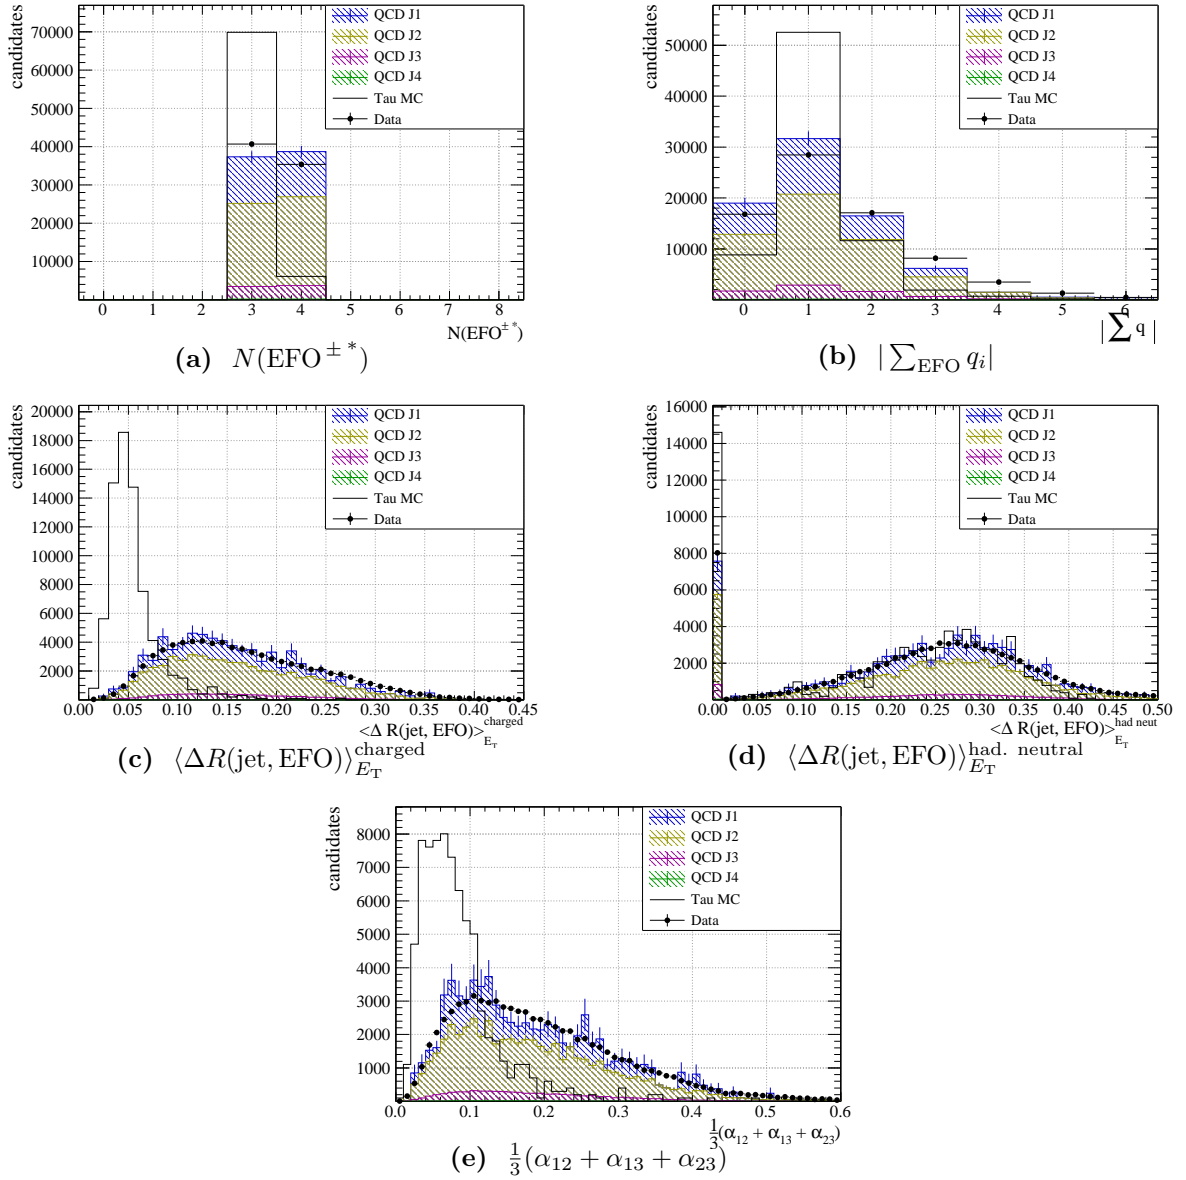 candidates
70000
60000
50000
40000
30000
20000
10000
QCD J1
QCD J2
QCD J3
QCD J4
Tau MC
Data
0 1 2 3 4 5 6 7 8
N(EFO± *)
(a) N(EFO± *)
candidates
50000
40000
30000
20000
10000
QCD J1
QCD J2
QCD J3
QCD J4
Tau MC
Data
0 1 2 3 4 5 6
|∑ q |
(b) |∑EFO qi|
candidates
20000
18000
16000
14000
12000
10000
8000
6000
4000
2000
QCD J1
QCD J2
QCD J3
QCD J4
Tau MC
Data
0.00 0.05 0.10 0.15 0.20 0.25 0.30 0.35 0.40 0.45
<Δ R(jet, EFO)>ET charged
(c) ⟨ΔR(jet, EFO)⟩ET charged
candidates
16000
14000
12000
10000
8000
6000
4000
2000
QCD J1
QCD J2
QCD J3
QCD J4
Tau MC
Data
0.00 0.05 0.10 0.15 0.20 0.25 0.30 0.35 0.40 0.45 0.50
<Δ R(jet, EFO)>ET had neut
(d) ⟨ΔR(jet, EFO)⟩ET had. neutral
candidates
8000
7000
6000
5000
4000
3000
2000
1000
QCD J1
QCD J2
QCD J3
QCD J4
Tau MC
Data
0.0 0.1 0.2 0.3 0.4 0.5 0.6
1/3(α12 + α13 + α23)
(e) 1/3(α12 + α13 + α23)